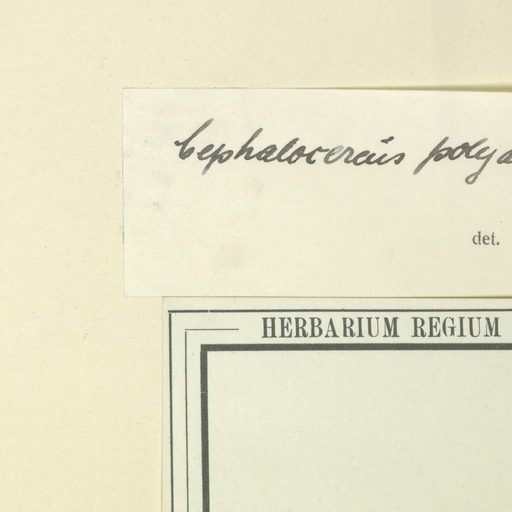 Cephalocereus polya
det.
HERBARIUM REGIUM